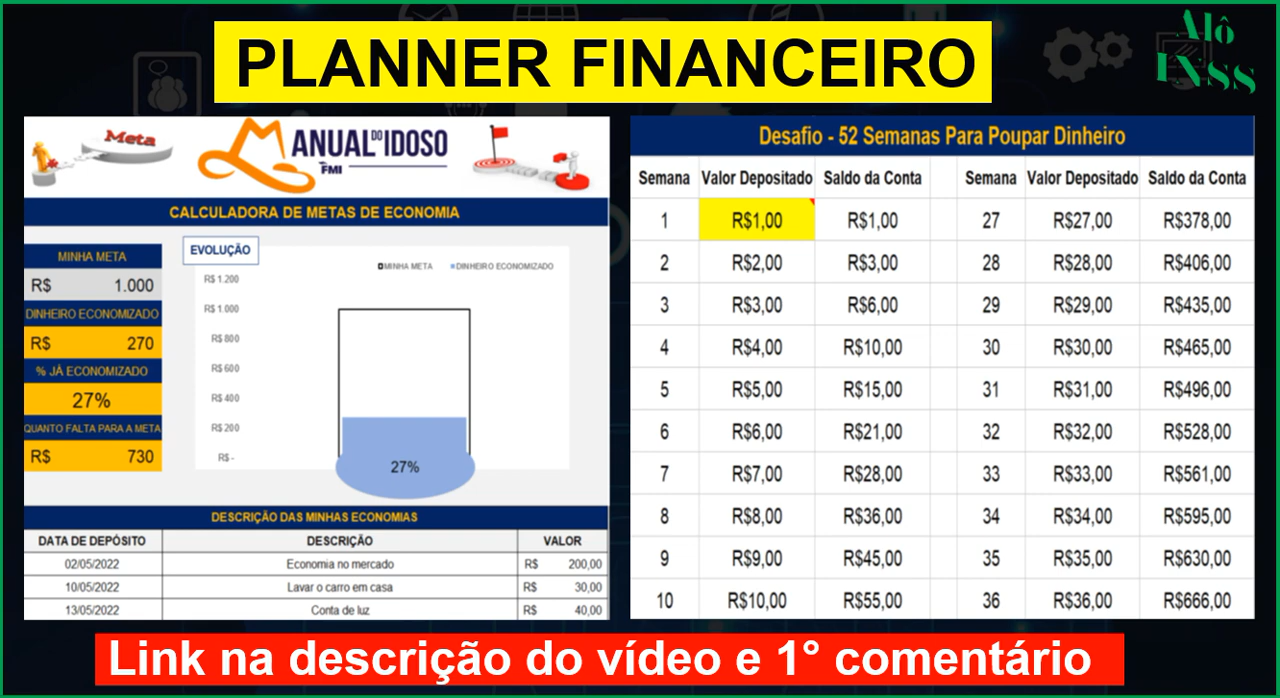 PLANNER FINANCEIRO
Alô
INSS
Meta
MANUAL DO IDOSO
FMI
CALCULADORA DE METAS DE ECONOMIA
MINHA META
R$ 1.000
DINHEIRO ECONOMIZADO
R$ 270
% JÁ ECONOMIZADO
27%
QUANTO FALTA PARA A META
R$ 730
EVOLUÇÃO
MINHA META DINHEIRO ECONOMIZADO
R$ 1.200
R$ 1.000
R$ 800
R$ 600
R$ 400
R$ 200
R$ -
27%
DESCRIÇÃO DAS MINHAS ECONOMIAS
DATA DE DEPÓSITO DESCRIÇÃO VALOR
02/05/2022 Economia no mercado R$ 200,00
10/05/2022 Lavar o carro em casa R$ 30,00
13/05/2022 Conta de luz R$ 40,00
Desafio - 52 Semanas Para Poupar Dinheiro
Semana Valor Depositado Saldo da Conta Semana Valor Depositado Saldo da Conta
1 R$1,00 R$1,00 27 R$27,00 R$378,00
2 R$2,00 R$3,00 28 R$28,00 R$406,00
3 R$3,00 R$6,00 29 R$29,00 R$435,00
4 R$4,00 R$10,00 30 R$30,00 R$465,00
5 R$5,00 R$15,00 31 R$31,00 R$496,00
6 R$6,00 R$21,00 32 R$32,00 R$528,00
7 R$7,00 R$28,00 33 R$33,00 R$561,00
8 R$8,00 R$36,00 34 R$34,00 R$595,00
9 R$9,00 R$45,00 35 R$35,00 R$630,00
10 R$10,00 R$55,00 36 R$36,00 R$666,00
Link na descrição do vídeo e 1° comentário